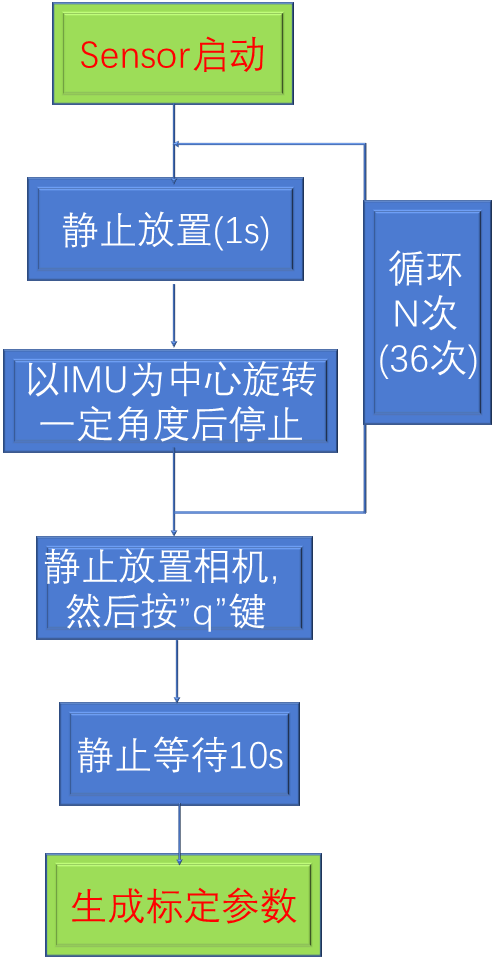 Sensor启动
静止放置(1s)
循环
N次
(36次)
以IMU为中心旋转
一定角度后停止
静止放置相机,
然后按”q”键
静止等待10s
生成标定参数